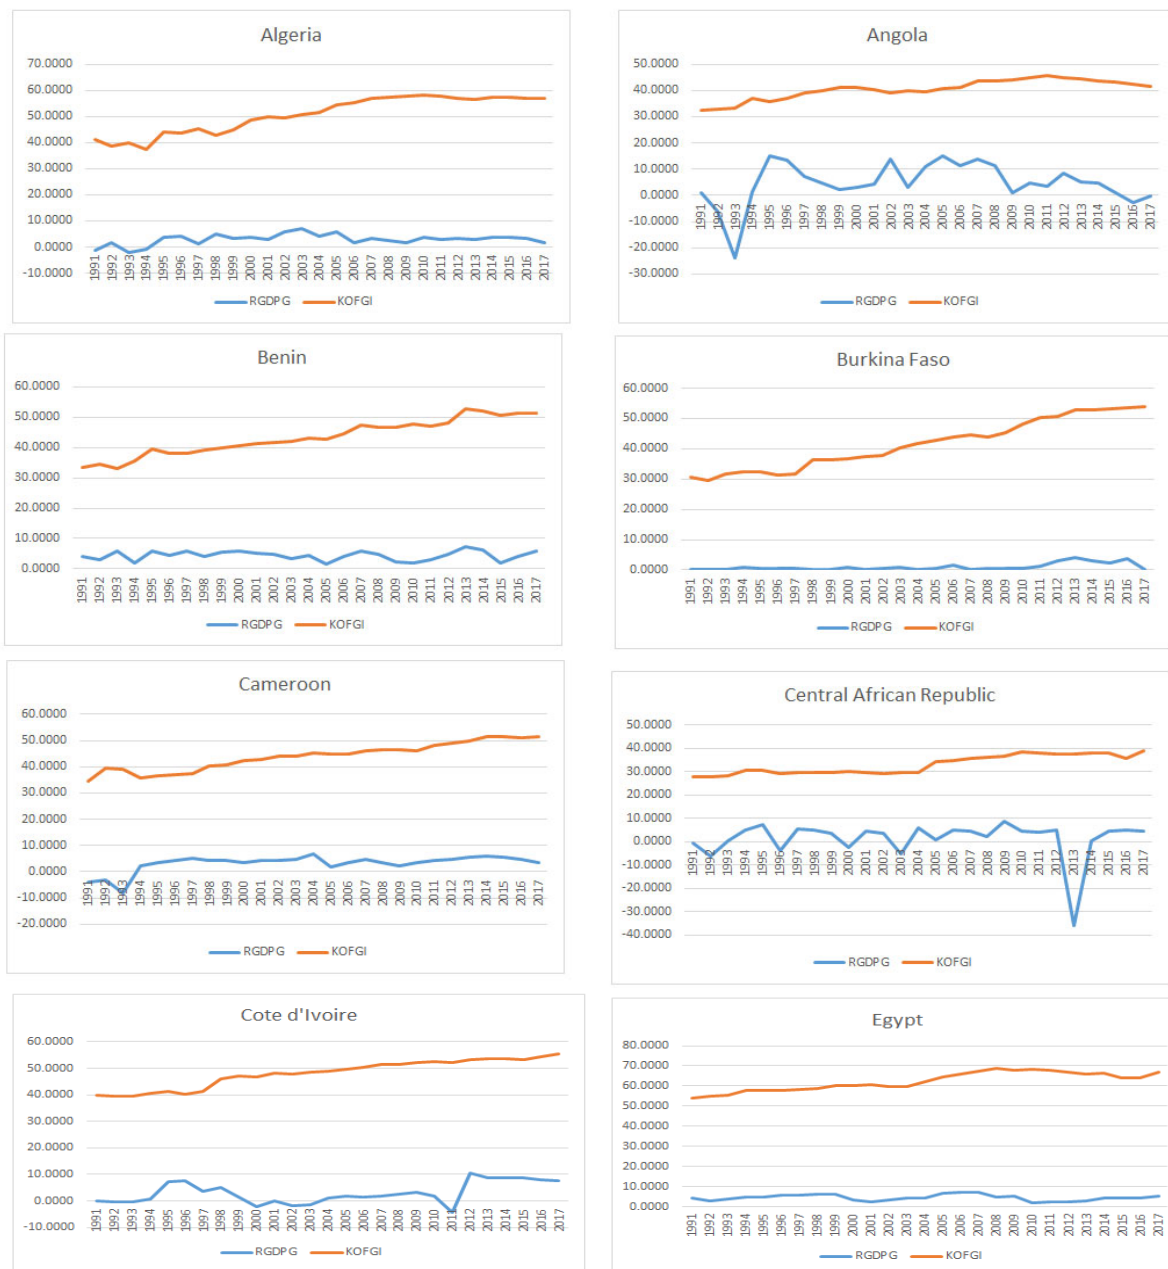 Algeria
70.0000
60.0000
50.0000
40.0000
30.0000
20.0000
10.0000
0.0000
-10.0000
1991 1992 1993 1994 1995 1996 1997 1998 1999 2000 2001 2002 2003 2004 2005 2006 2007 2008 2009 2010 2011 2012 2013 2014 2015 2016 2017
RGDPG KOFGI
Angola
50.0000
40.0000
30.0000
20.0000
10.0000
0.0000
-10.0000
-20.0000
-30.0000
1991 1992 1993 1994 1995 1996 1997 1998 1999 2000 2001 2002 2003 2004 2005 2006 2007 2008 2009 2010 2011 2012 2013 2014 2015 2016 2017
RGDPG KOFGI
Benin
60.0000
50.0000
40.0000
30.0000
20.0000
10.0000
0.0000
1991 1992 1993 1994 1995 1996 1997 1998 1999 2000 2001 2002 2003 2004 2005 2006 2007 2008 2009 2010 2011 2012 2013 2014 2015 2016 2017
RGDPG KOFGI
Burkina Faso
60.0000
50.0000
40.0000
30.0000
20.0000
10.0000
0.0000
1991 1992 1993 1994 1995 1996 1997 1998 1999 2000 2001 2002 2003 2004 2005 2006 2007 2008 2009 2010 2011 2012 2013 2014 2015 2016 2017
RGDPG KOFGI
Cameroon
60.0000
50.0000
40.0000
30.0000
20.0000
10.0000
0.0000
-10.0000
-20.0000
1991 1992 1993 1994 1995 1996 1997 1998 1999 2000 2001 2002 2003 2004 2005 2006 2007 2008 2009 2010 2011 2012 2013 2014 2015 2016 2017
RGDPG KOFGI
Central African Republic
50.0000
40.0000
30.0000
20.0000
10.0000
0.0000
-10.0000
-20.0000
-30.0000
-40.0000
1991 1992 1993 1994 1995 1996 1997 1998 1999 2000 2001 2002 2003 2004 2005 2006 2007 2008 2009 2010 2011 2012 2013 2014 2015 2016 2017
RGDPG KOFGI
Cote d'Ivoire
60.0000
50.0000
40.0000
30.0000
20.0000
10.0000
0.0000
-10.0000
1991 1992 1993 1994 1995 1996 1997 1998 1999 2000 2001 2002 2003 2004 2005 2006 2007 2008 2009 2010 2011 2012 2013 2014 2015 2016 2017
RGDPG KOFGI
Egypt
80.0000
70.0000
60.0000
50.0000
40.0000
30.0000
20.0000
10.0000
0.0000
1991 1992 1993 1994 1995 1996 1997 1998 1999 2000 2001 2002 2003 2004 2005 2006 2007 2008 2009 2010 2011 2012 2013 2014 2015 2016 2017
RGDPG KOFGI